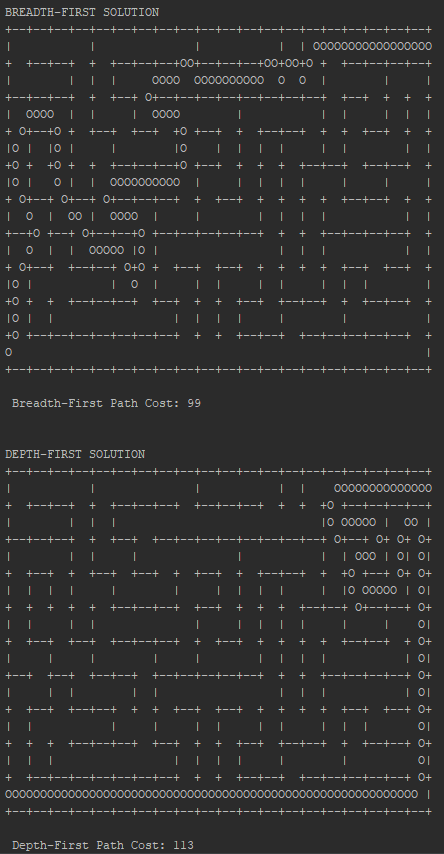 BREADTH-FIRST SOLUTION
Breadth-First Path Cost: 99
DEPTH-FIRST SOLUTION
Depth-First Path Cost: 113